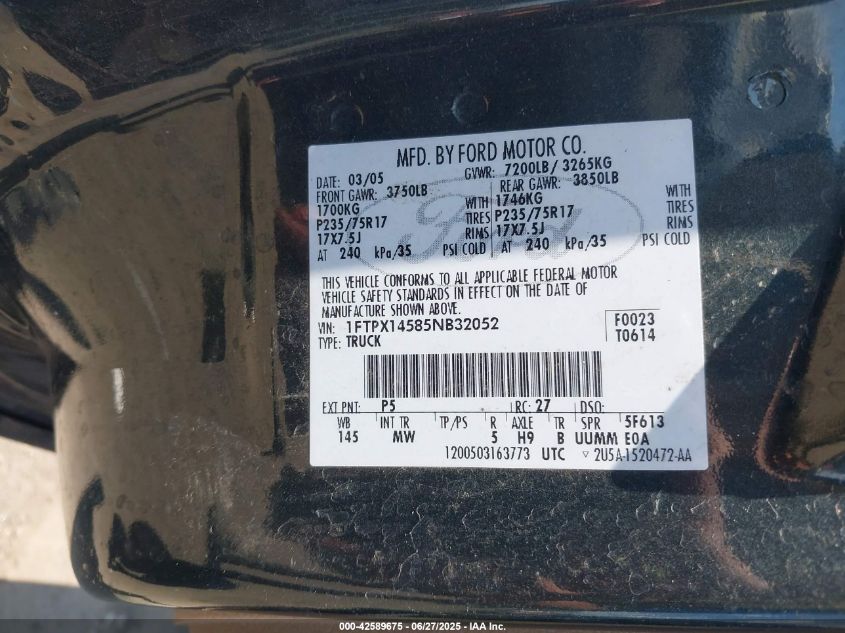 MFD. BY FORD MOTOR CO.
DATE: 03/05 GVWR: 7200LB/ 3265KG
FRONT GAWR: 3750LB REAR GAWR: 3850LB
1700KG WITH 1746KG WITH
P235/75R17 TIRES P235/75R17 TIRES
17X7.5J RIMS 17X7.5J RIMS
AT 240 kPa/35 PSI COLD AT 240 kPa/35 PSI COLD
Ford
THIS VEHICLE CONFORMS TO ALL APPLICABLE FEDERAL MOTOR
VEHICLE SAFETY STANDARDS IN EFFECT ON THE DATE OF
MANUFACTURE SHOWN ABOVE.
VIN: 1FTPX14585NB32052 F0023
TYPE: TRUCK T0614
EXT PNT: P5 RC: 27 DSO:
WB INT TR TP/PS R AXLE TR SPR 5F613
145 MW 5 H9 B UUMM E0A
1200503163773 UTC ▽ 2U5A-1520472-AA
000-42589675 - 06/27/2025 - IAA Inc.